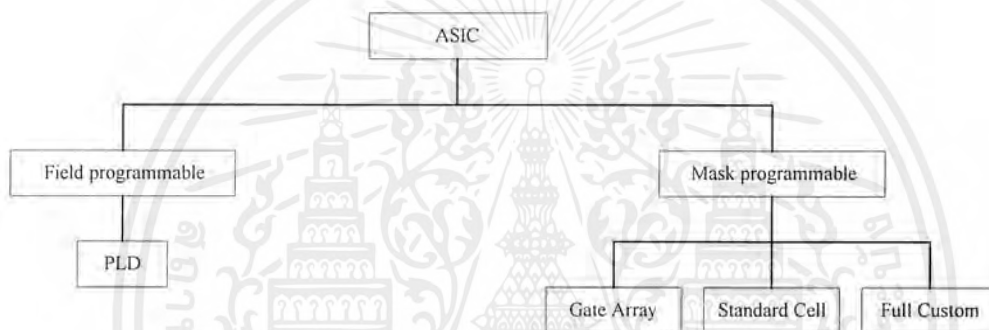 ASIC
Field programmable
Mask programmable
PLD
Gate Array
Standard Cell
Full Custom